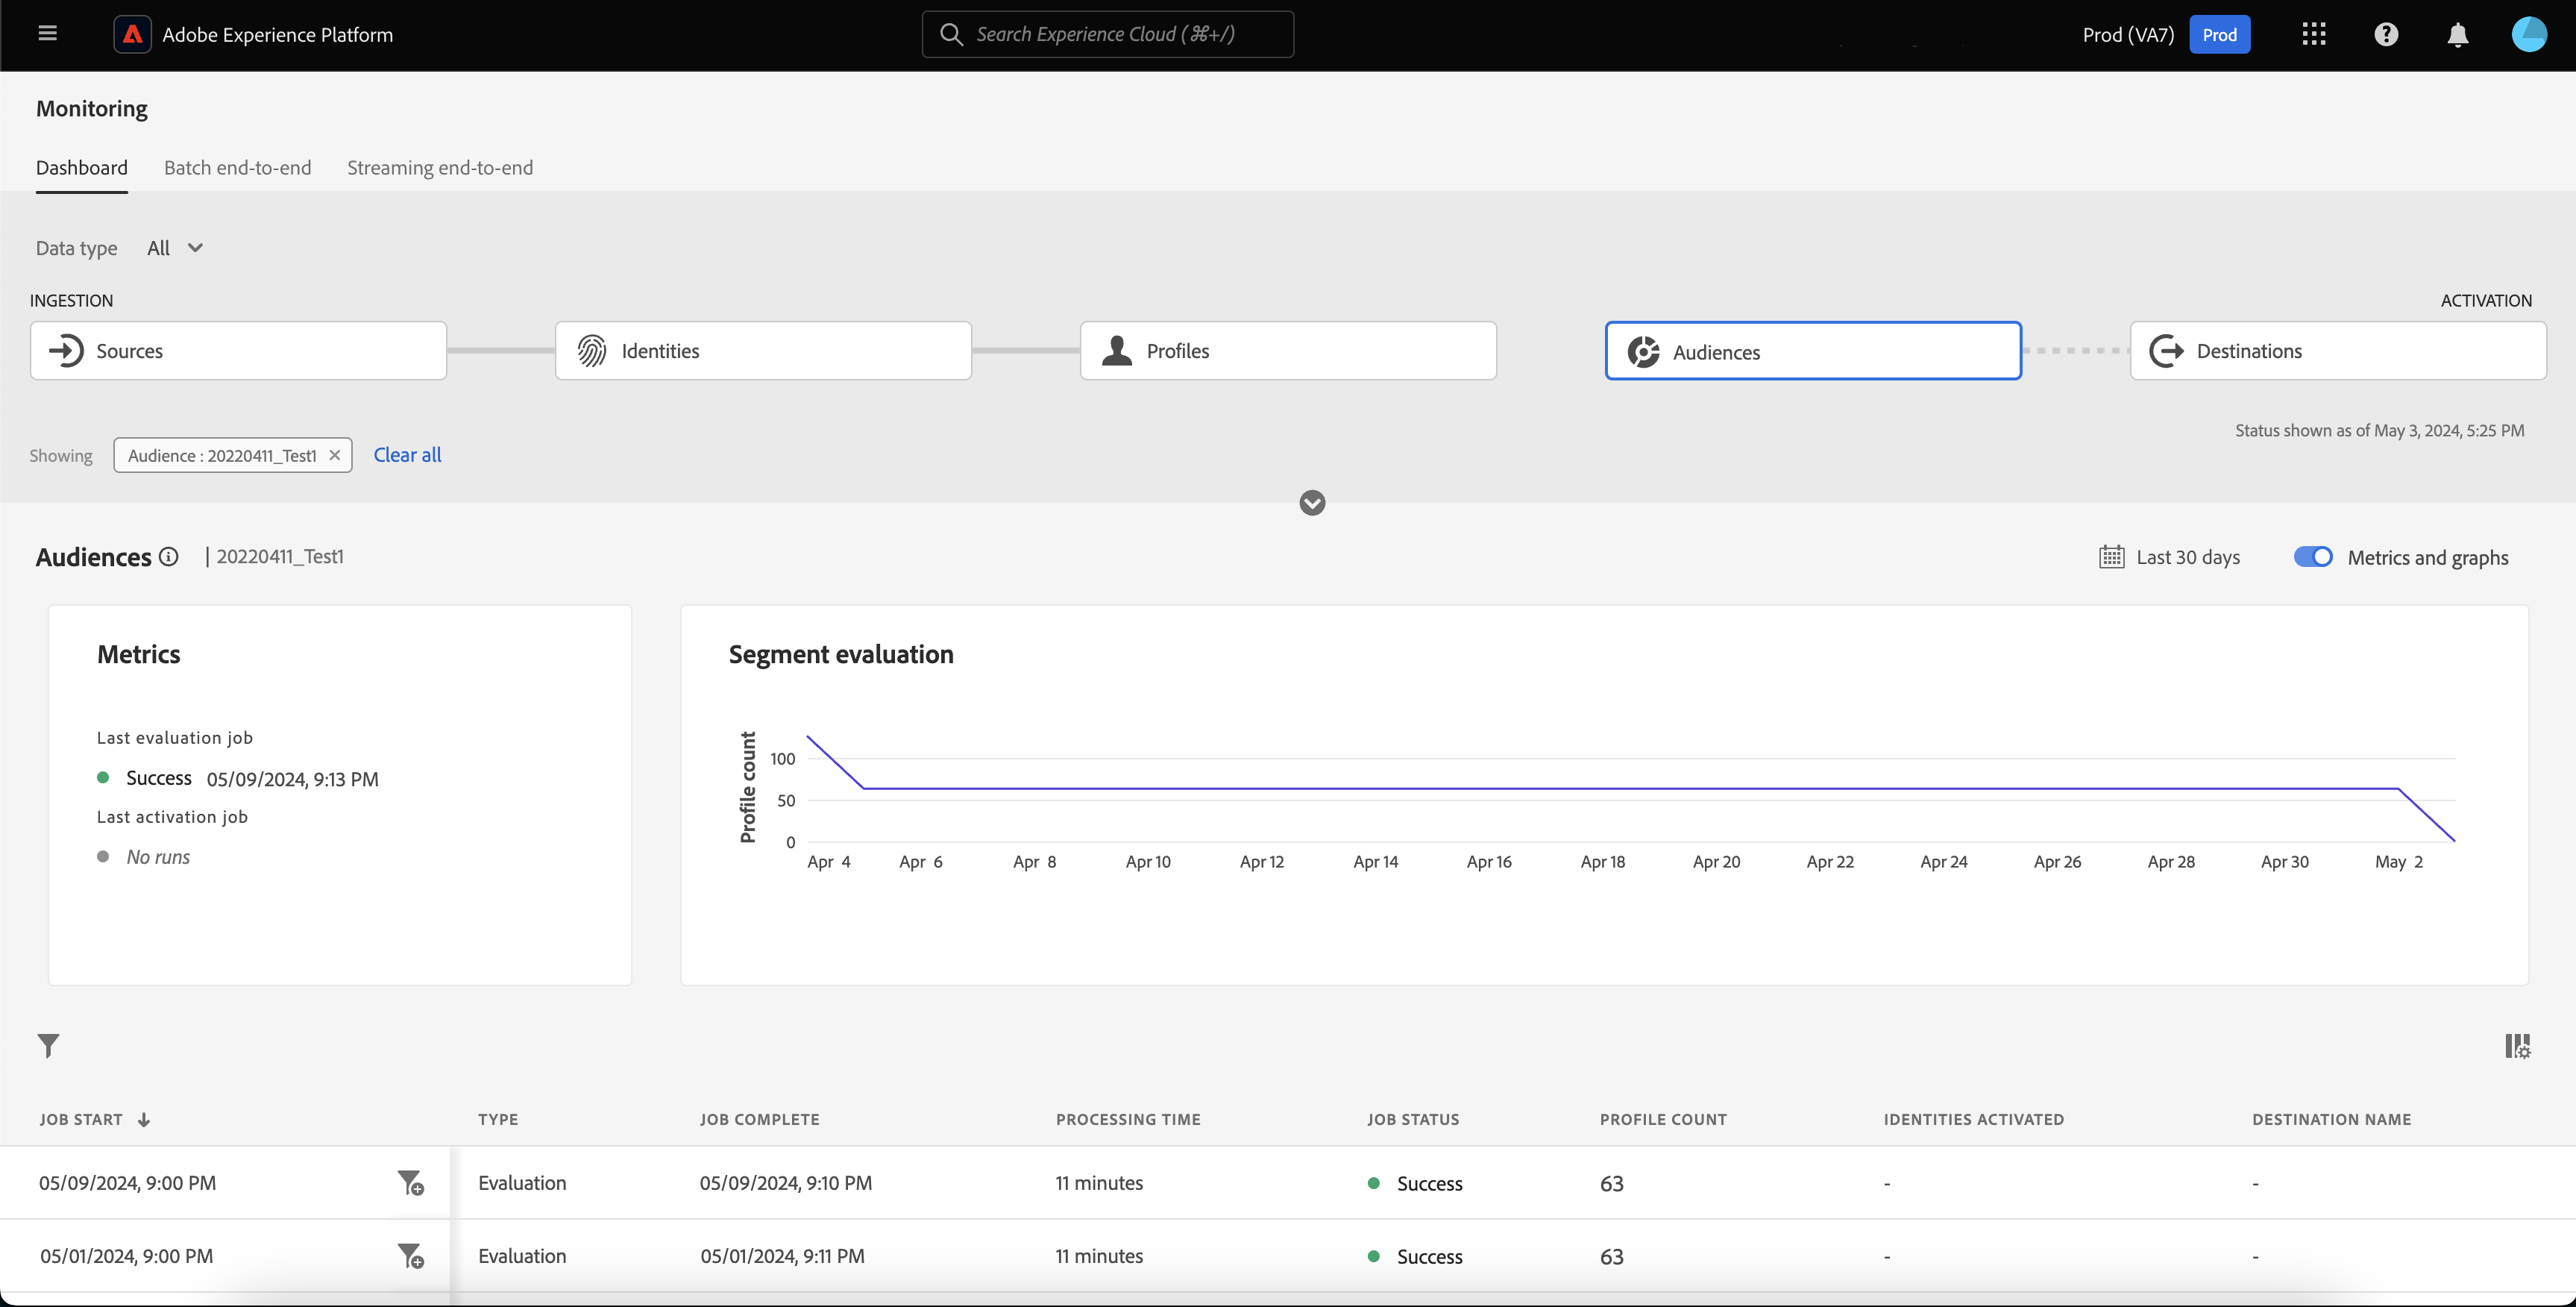 Adobe Experience Platform
Search Experience Cloud (⌘+/)
Prod (VA7) Prod
Monitoring
Dashboard Batch end-to-end Streaming end-to-end
Data type All
INGESTION ACTIVATION
Sources Identities Profiles Audiences Destinations
Status shown as of May 3, 2024, 5:25 PM
Showing Audience : 20220411_Test1 × Clear all
Audiences | 20220411_Test1 Last 30 days Metrics and graphs
Metrics
Last evaluation job
Success 05/09/2024, 9:13 PM
Last activation job
No runs
Segment evaluation
Profile count
100
50
0
Apr 4 Apr 6 Apr 8 Apr 10 Apr 12 Apr 14 Apr 16 Apr 18 Apr 20 Apr 22 Apr 24 Apr 26 Apr 28 Apr 30 May 2
JOB START ↓ TYPE JOB COMPLETE PROCESSING TIME JOB STATUS PROFILE COUNT IDENTITIES ACTIVATED DESTINATION NAME
05/09/2024, 9:00 PM Evaluation 05/09/2024, 9:10 PM 11 minutes Success 63 - -
05/01/2024, 9:00 PM Evaluation 05/01/2024, 9:11 PM 11 minutes Success 63 - -